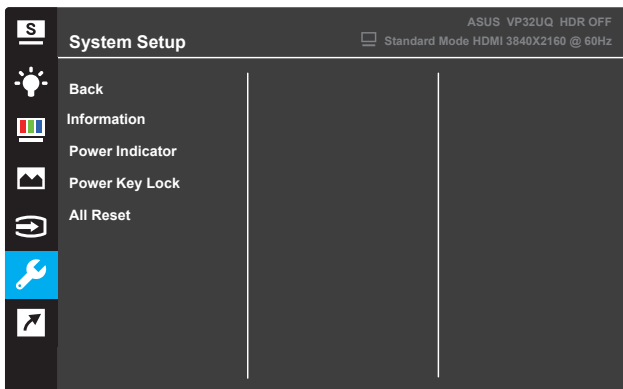 S
ASUS VP32UQ HDR OFF
System Setup
Standard Mode HDMI 3840X2160 @ 60Hz
Back
Information
Power Indicator
Power Key Lock
All Reset